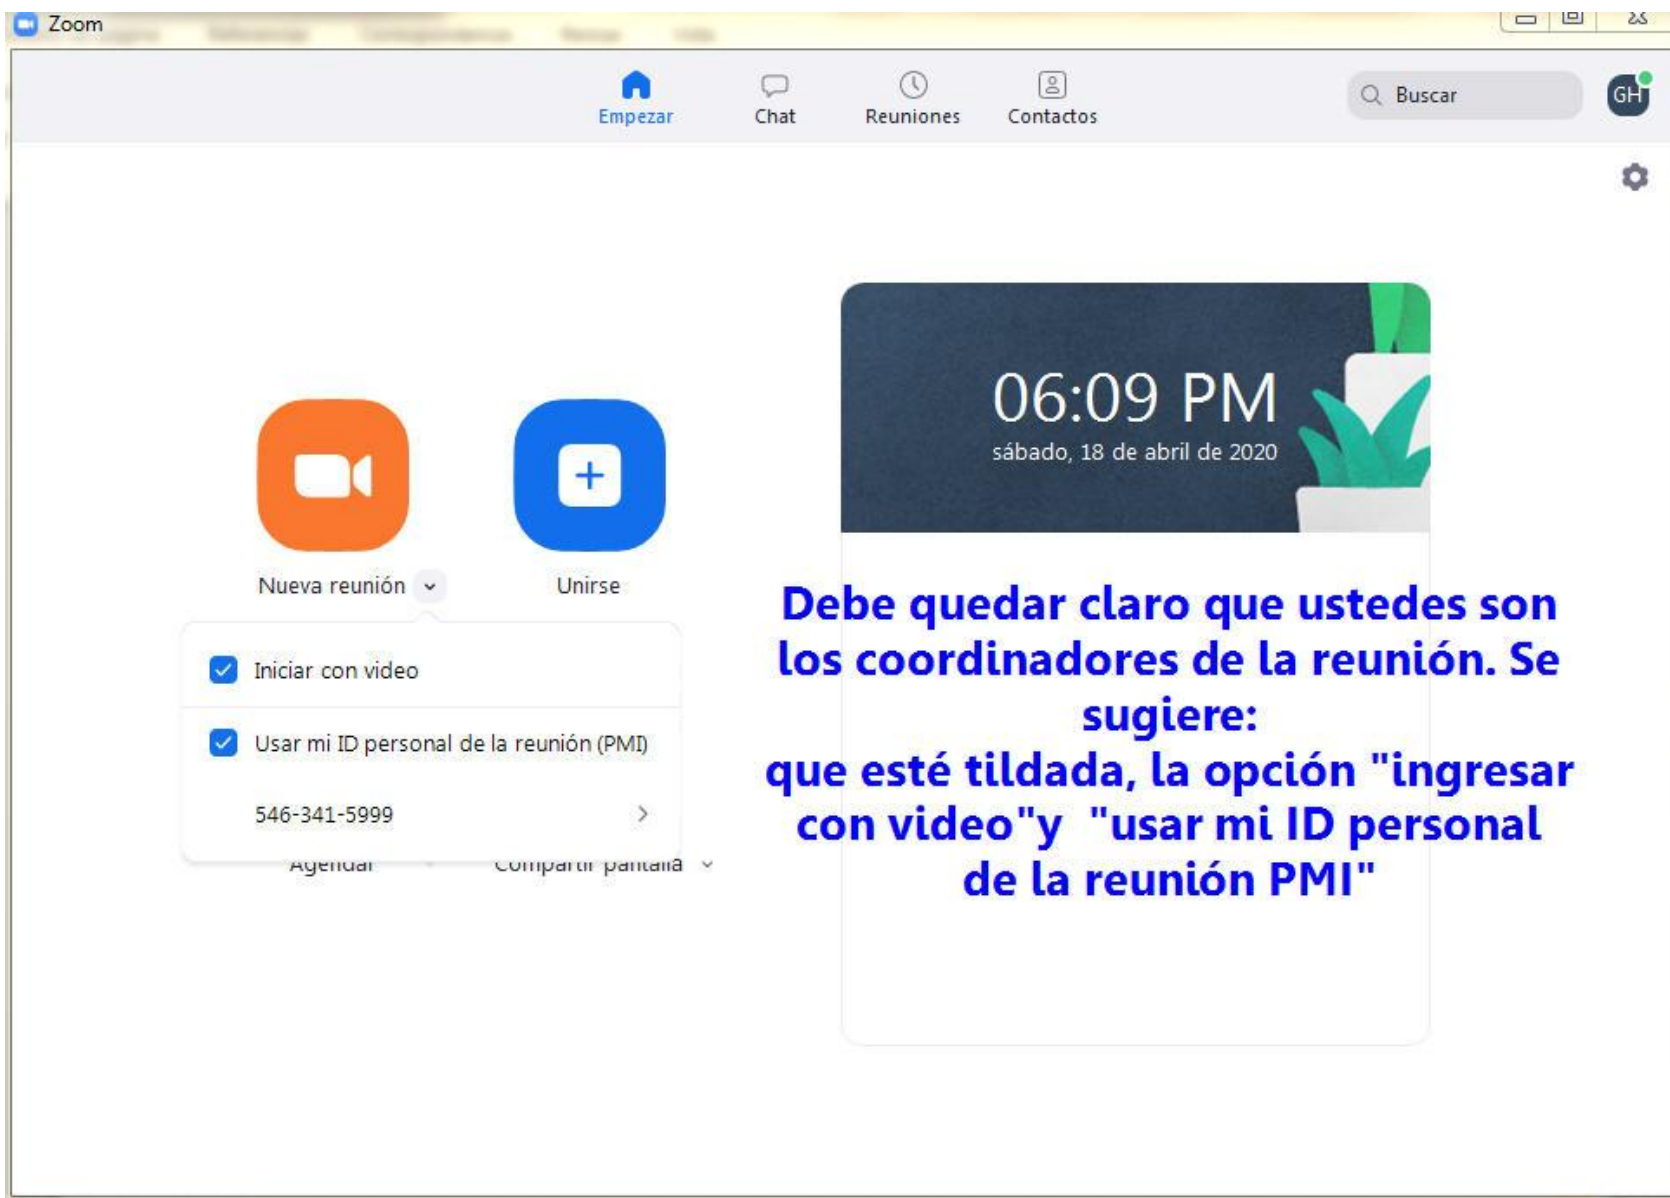 Zoom
Empezar
Chat
Reuniones
Contactos
Buscar
GH
06:09 PM
sábado, 18 de abril de 2020
Nueva reunión
Unirse
Iniciar con video
Usar mi ID personal de la reunión (PMI)
546-341-5999
Agendar
Compartir pantalla
Debe quedar claro que ustedes son
los coordinadores de la reunión. Se
sugiere:
que esté tildada, la opción "ingresar
con video"y "usar mi ID personal
de la reunión PMI"